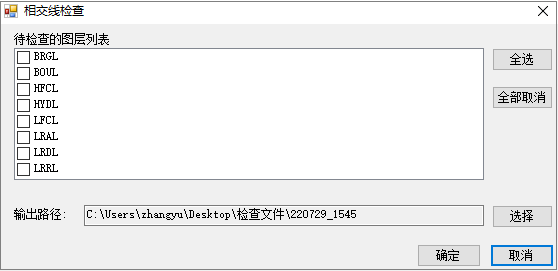 相交线检查
待检查的图层列表
BRGL
BOUL
HFCL
HYDL
LFCL
LRAL
LRDL
LRRL
全选
全部取消
输出路径: C:\Users\zhangyu\Desktop\检查文件\220729_1545 选择
确定 取消